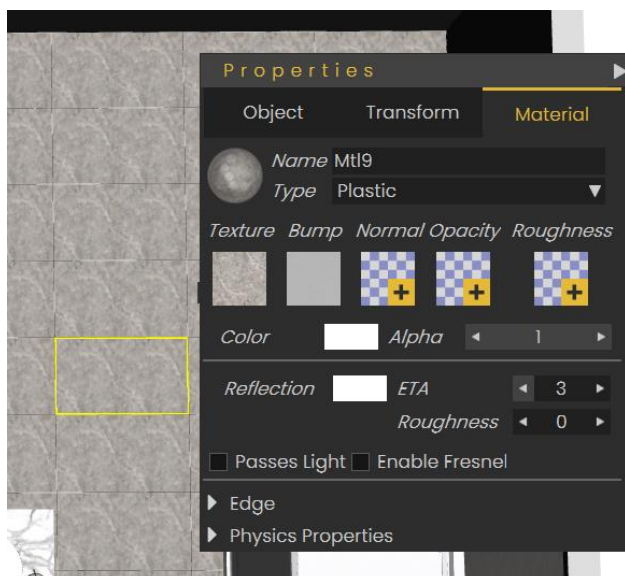 Properties
Object Transform Material
Name Mtl9
Type Plastic
Texture Bump Normal Opacity Roughness
Color Alpha 1
Reflection ETA 3
Roughness 0
Passes Light Enable Fresnel
Edge
Physics Properties